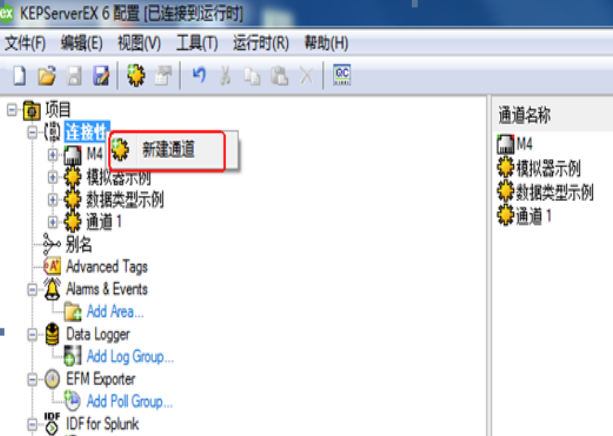 ex KEPServerEX 6 配置 [已连接到运行时]
文件(F) 编辑(E) 视图(V) 工具(T) 运行时(R) 帮助(H)
QC
项目
连接性
新建通道
M4
模拟器示例
数据类型示例
通道 1
别名
Advanced Tags
Alarms & Events
Add Area...
Data Logger
Add Log Group...
EFM Exporter
Add Poll Group...
IDF for Splunk
通道名称
M4
模拟器示例
数据类型示例
通道 1